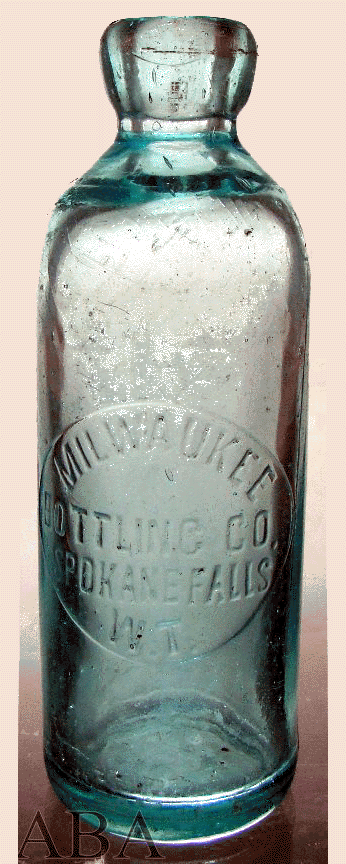 MILWAUKEE
BOTTLING CO.
SPOKANE FALLS
W.T.
ABA